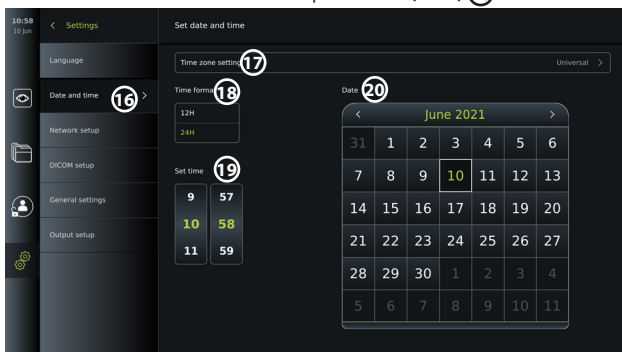 10:58
10 Jun
Settings
Language
Date and time 16
Network setup
DICOM setup
General settings
Output setup
Set date and time
Time zone setting 17 Universal
Time forma 18
12H
24H
Set time 19
9 57
10 58
11 59
Date 20
June 2021
31 1 2 3 4 5 6
7 8 9 10 11 12 13
14 15 16 17 18 19 20
21 22 23 24 25 26 27
28 29 30 1 2 3 4
5 6 7 8 9 10 11